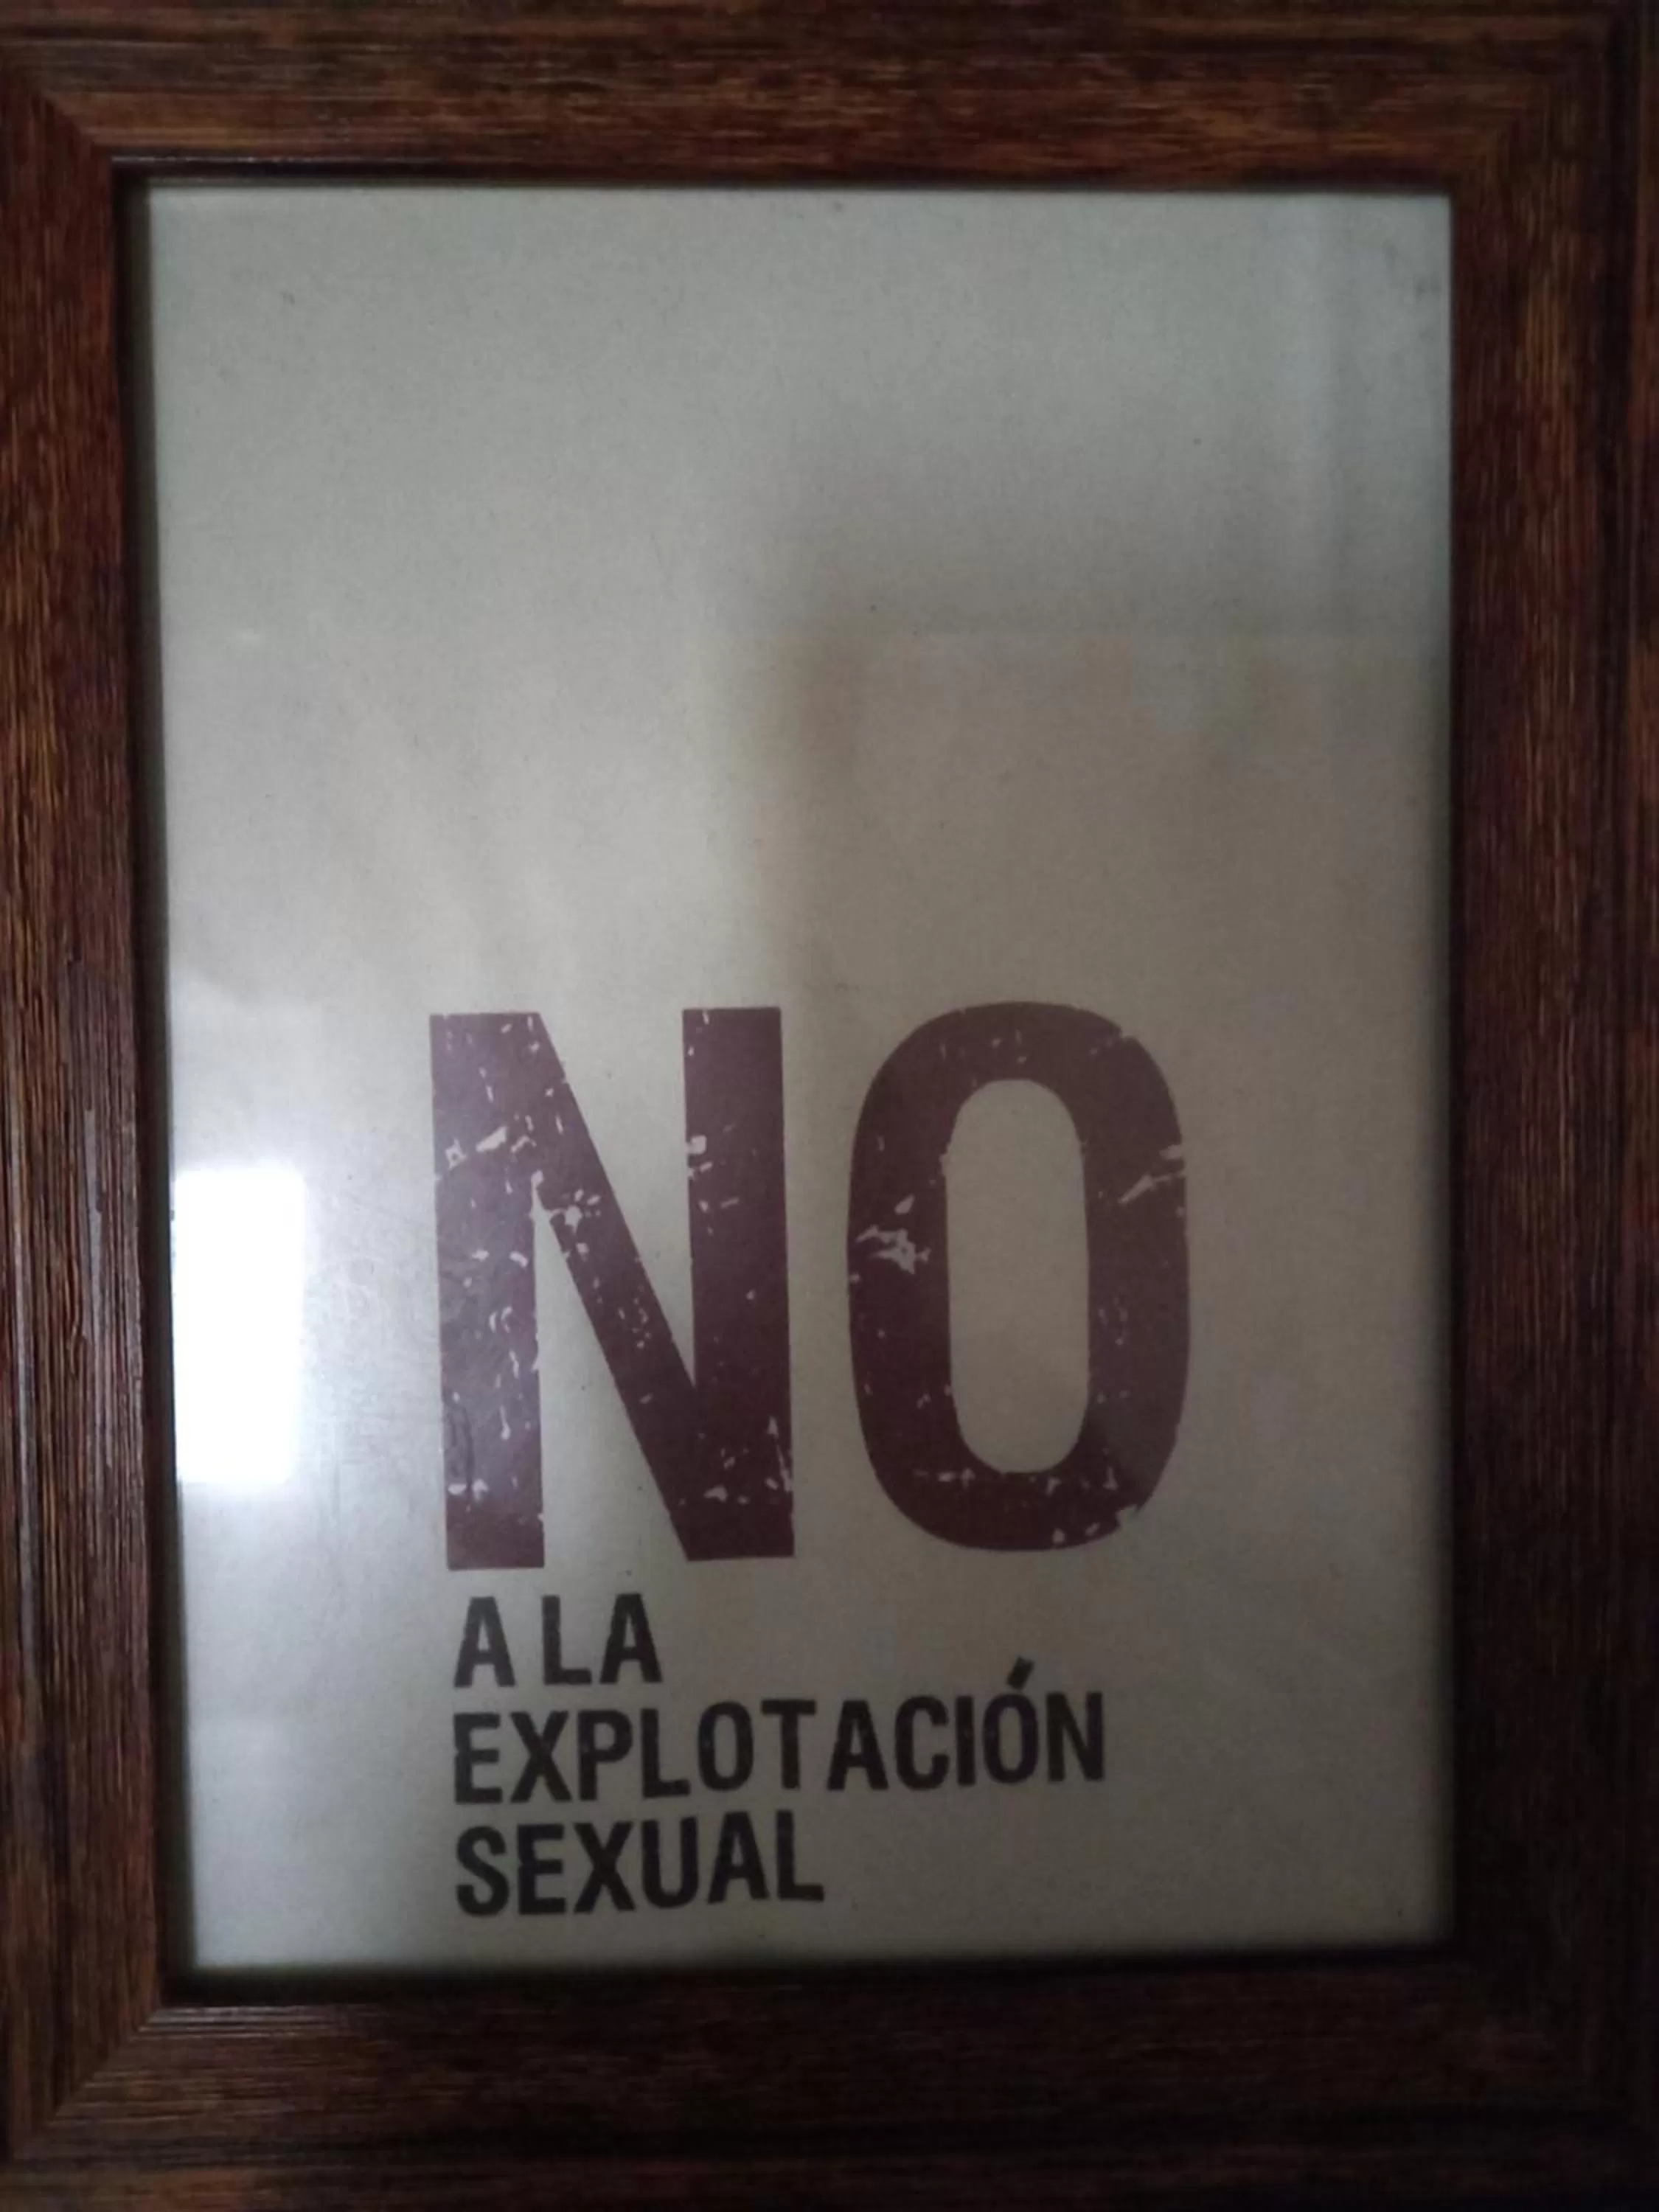 NO
A LA
EXPLOTACIÓN
SEXUAL